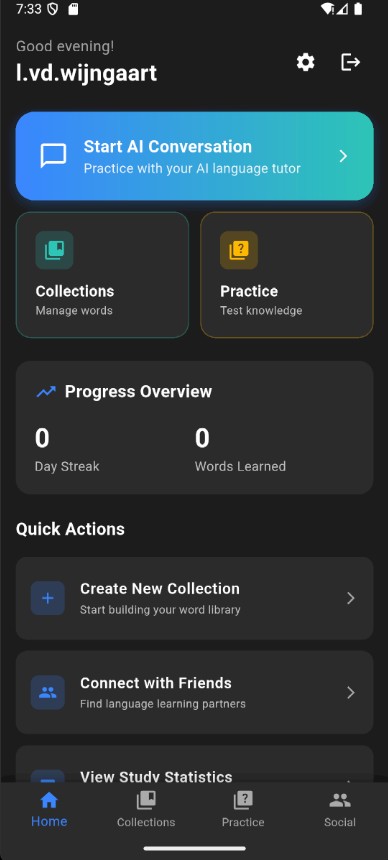 7:33
Good evening!
l.vd.wijngaart
Start AI Conversation
Practice with your AI language tutor
Collections
Manage words
Practice
Test knowledge
Progress Overview
0
Day Streak
0
Words Learned
Quick Actions
Create New Collection
Start building your word library
Connect with Friends
Find language learning partners
View Study Statistics
Home
Collections
Practice
Social